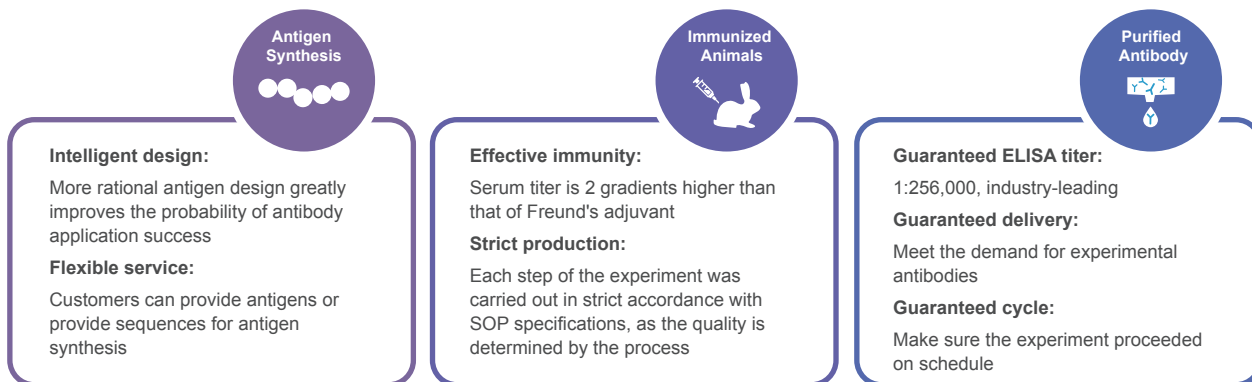 Antigen
Synthesis
Intelligent design:
More rational antigen design greatly
improves the probability of antibody
application success
Flexible service:
Customers can provide antigens or
provide sequences for antigen
synthesis
Immunized
Animals
Effective immunity:
Serum titer is 2 gradients higher than
that of Freund's adjuvant
Strict production:
Each step of the experiment was
carried out in strict accordance with
SOP specifications, as the quality is
determined by the process
Purified
Antibody
Guaranteed ELISA titer:
1:256,000, industry-leading
Guaranteed delivery:
Meet the demand for experimental
antibodies
Guaranteed cycle:
Make sure the experiment proceeded
on schedule